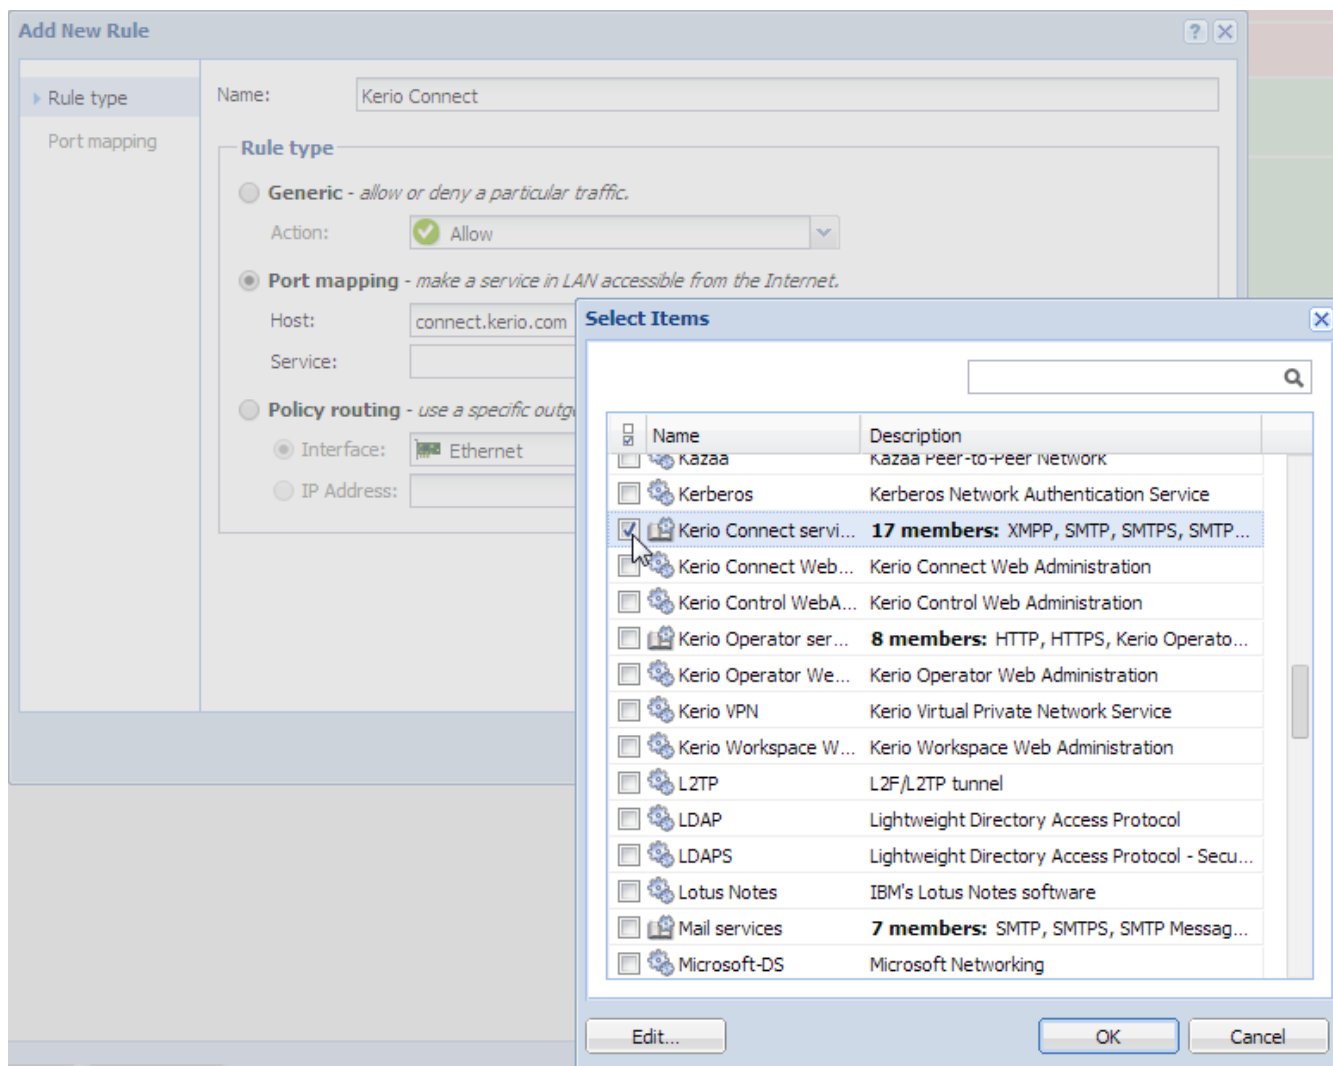 Add New Rule
Rule type
Port mapping
Name: Kerio Connect
Rule type
Generic - allow or deny a particular traffic.
Action: Allow
Port mapping - make a service in LAN accessible from the Internet.
Host: connect.kerio.com
Service:
Policy routing - use a specific outg
Interface: Ethernet
IP Address:
Select Items
Name Description
Kazaa Kazaa Peer-to-Peer Network
Kerberos Kerberos Network Authentication Service
Kerio Connect servi... 17 members: XMPP, SMTP, SMTPS, SMTP...
Kerio Connect Web... Kerio Connect Web Administration
Kerio Control WebA... Kerio Control Web Administration
Kerio Operator ser... 8 members: HTTP, HTTPS, Kerio Operato...
Kerio Operator We... Kerio Operator Web Administration
Kerio VPN Kerio Virtual Private Network Service
Kerio Workspace W... Kerio Workspace Web Administration
L2TP L2F/L2TP tunnel
LDAP Lightweight Directory Access Protocol
LDAPS Lightweight Directory Access Protocol - Secu...
Lotus Notes IBM's Lotus Notes software
Mail services 7 members: SMTP, SMTPS, SMTP Messag...
Microsoft-DS Microsoft Networking
Edit... OK Cancel